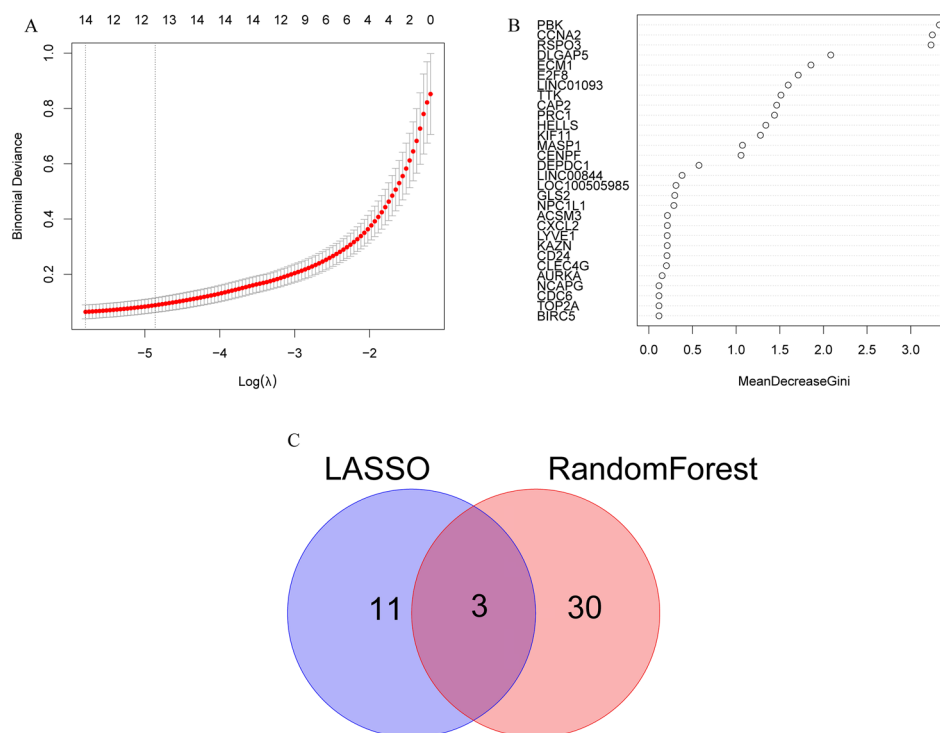 A
14 12 12 13 14 14 12 9 6 6 4 4 2 0
Binomial Deviance
1.0
0.8
0.6
0.4
0.2
−5 −4 −3 −2
Log(λ)
B
PBK
CCNA2
RSPO3
DLGAP5
ECM1
E2F8
LINC01093
TTK
CAP2
PRC1
HELLS
KIF11
MASP1
CENPF
DEPDC1
LINC00844
LOC100505985
GLS2
NPC1L1
ACSM3
CXCL2
LYVE1
KAZN
CD24
CLEC4G
AURKA
NCAPG
CDC6
TOP2A
BIRC5
0.0 0.5 1.0 1.5 2.0 2.5 3.0
MeanDecreaseGini
C
LASSO RandomForest
11 3 30